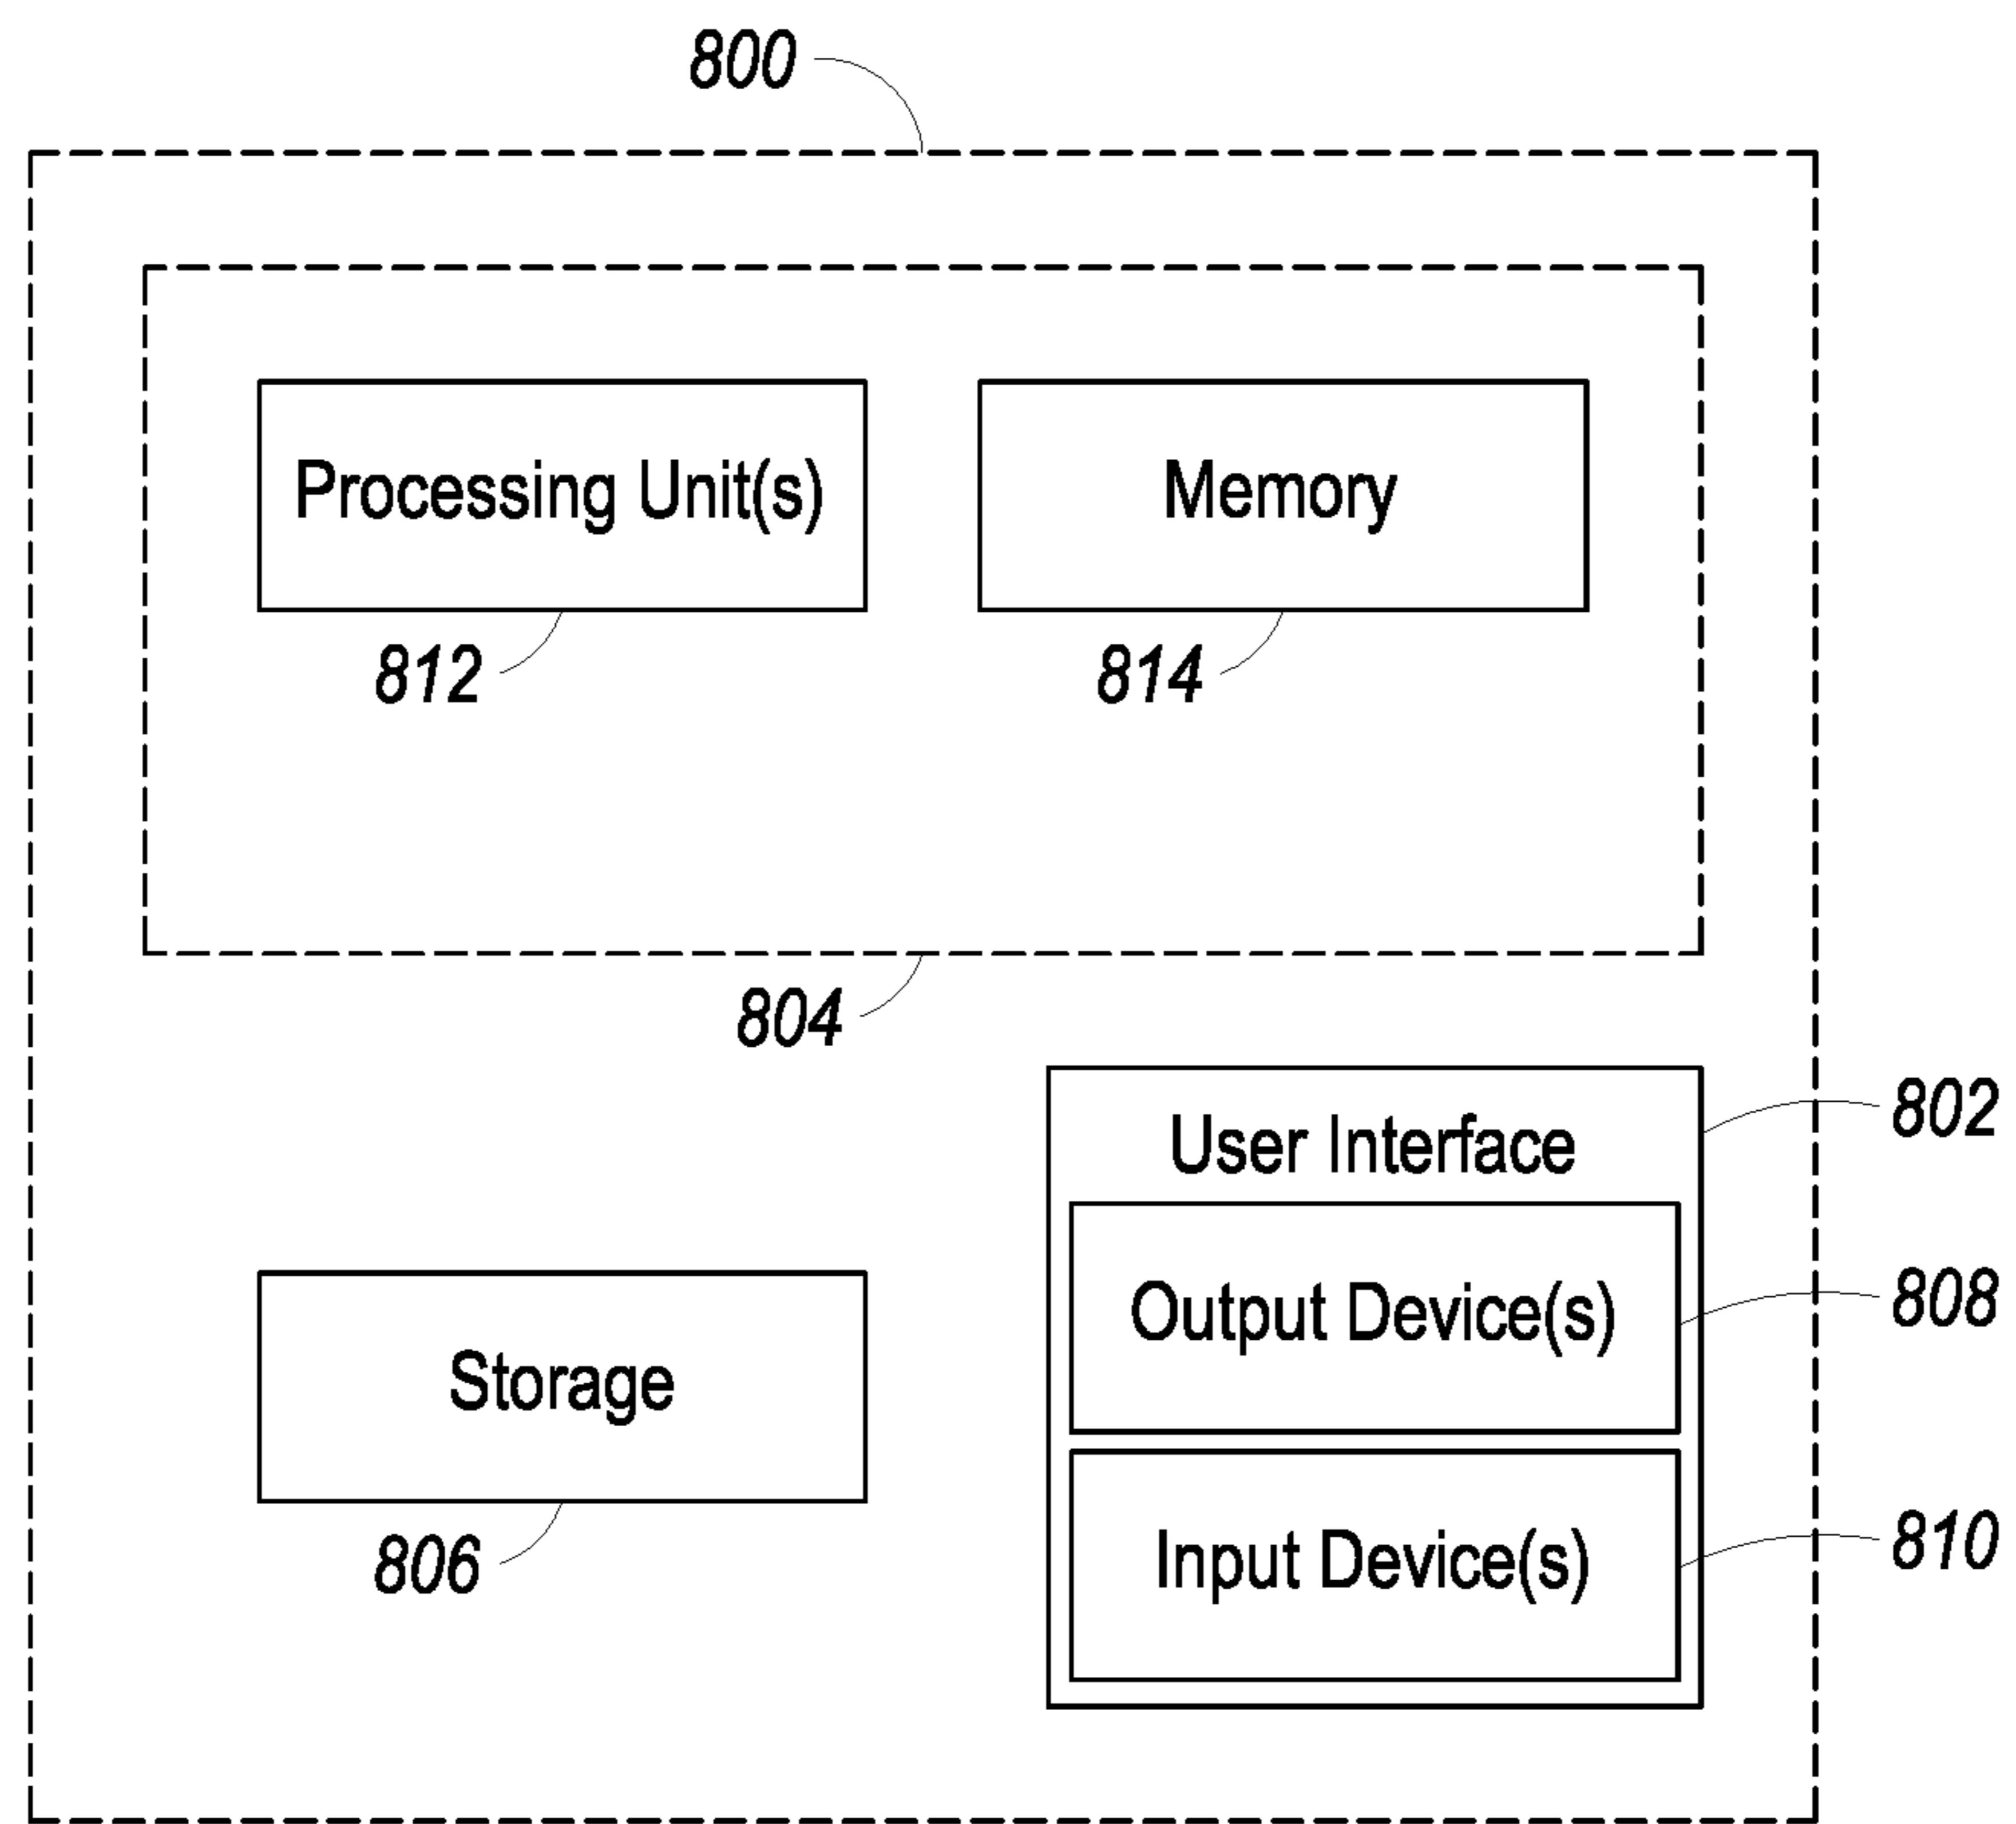 800
Processing Unit(s)
Memory
812
814
804
User Interface
802
Output Device(s)
808
Storage
Input Device(s)
810
806